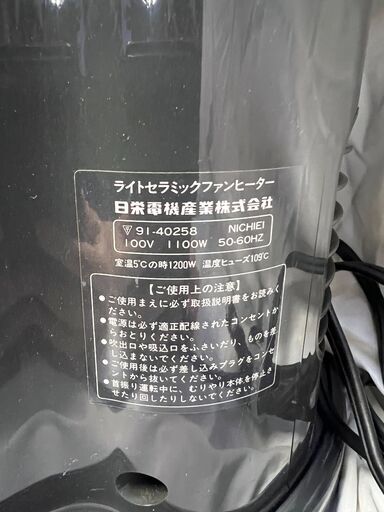 ライトセラミックファンヒーター
日栄電機産業株式会社
91-40258 NICHIEI
100V 1100W 50-60HZ
室温5℃の時1200W 温度ヒューズ109℃
【ご使用上の注意】
●ご使用まえに必ず取扱説明書をお読みく
ださい。
●電源は必ず適正配線されたコンセントか
らおとりください。
●吹出口や吸込口をふさいだり、ものを差
し込まないでください。
●ご使用後は必ず差し込みプラグをコンセ
ントから抜いてください。
●首振り運転中に、むりやり本体を停止さ
せたり回したりしないでください。